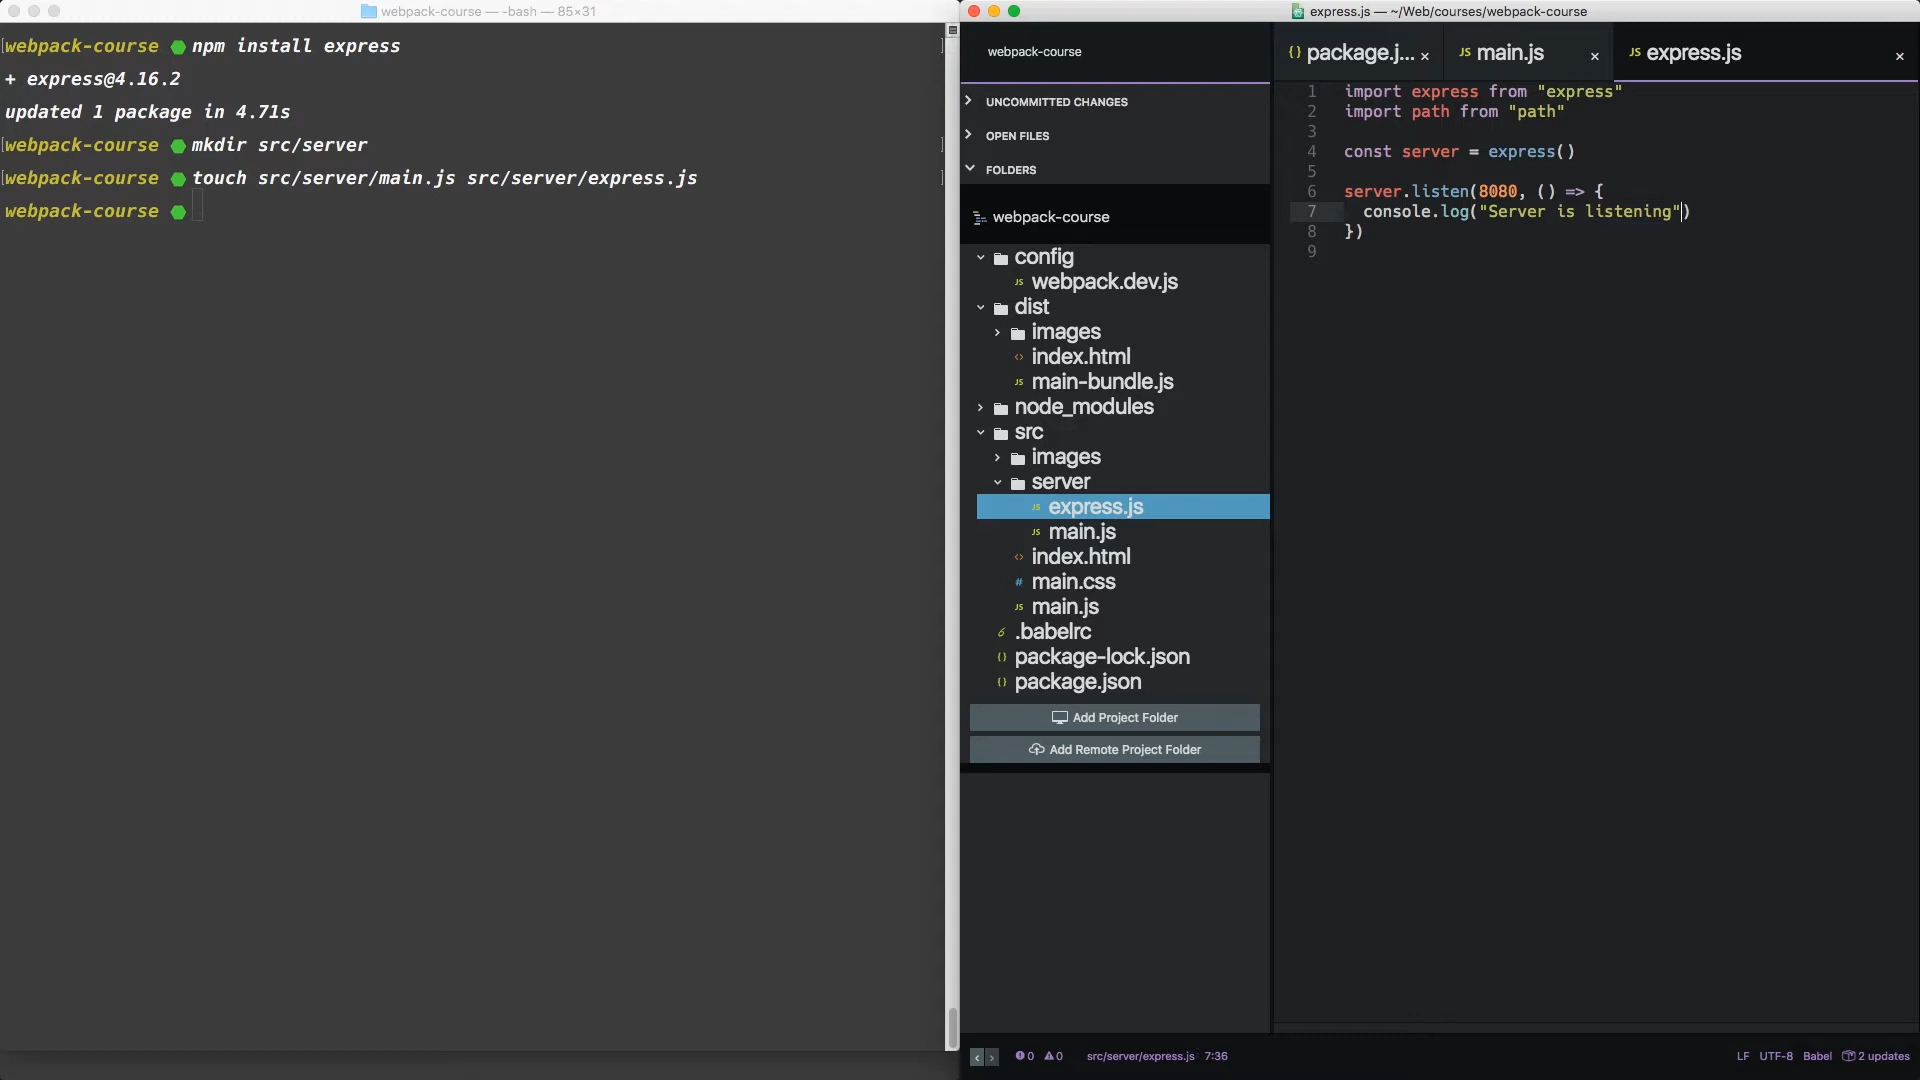 webpack-course — -bash — 85×31
webpack-course npm install express
+ express@4.16.2
updated 1 package in 4.71s
webpack-course mkdir src/server
webpack-course touch src/server/main.js src/server/express.js
webpack-course
express.js — ~/Web/courses/webpack-course
webpack-course
UNCOMMITTED CHANGES
OPEN FILES
FOLDERS
webpack-course
config
JS webpack.dev.js
dist
images
<> index.html
JS main-bundle.js
node_modules
src
images
server
JS express.js
JS main.js
<> index.html
# main.css
JS main.js
.babelrc
{} package-lock.json
{} package.json
Add Project Folder
Add Remote Project Folder
{} package.j... × JS main.js × JS express.js ×
1 import express from "express"
2 import path from "path"
3
4 const server = express()
5
6 server.listen(8080, () => {
7 console.log("Server is listening")
8 })
9
0 0 src/server/express.js 7:36 LF UTF-8 Babel 2 updates